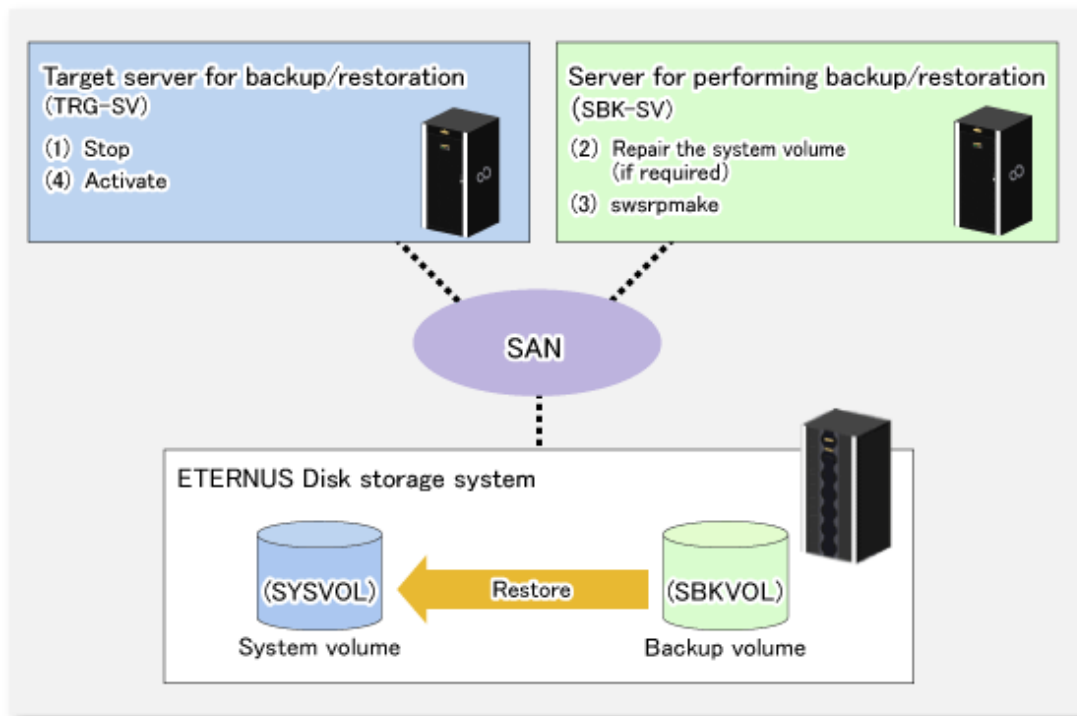 Target server for backup/restoration
(TRG-SV)
(1) Stop
(4) Activate
Server for performing backup/restoration
(SBK-SV)
(2) Repair the system volume
(if required)
(3) swsrpmake
SAN
ETERNUS Disk storage system
(SYSVOL)
Restore
(SBKVOL)
System volume
Backup volume